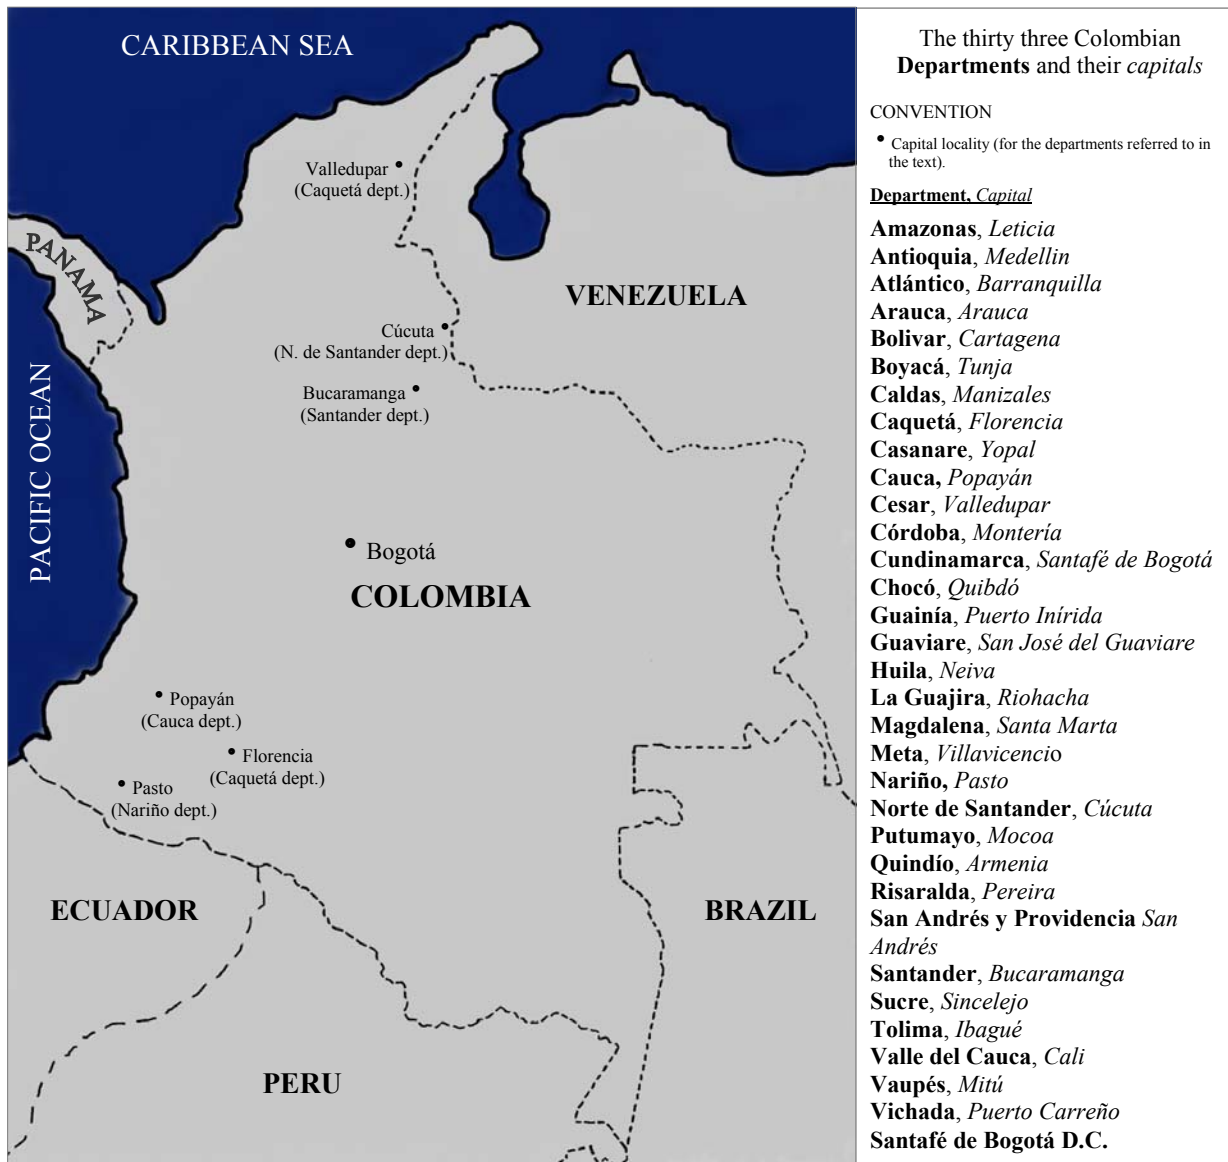 CARIBBEAN SEA
Valledupar
(Caquetá dept.)
PANAMA
VENEZUELA
Cúcuta
(N. de Santander dept.)
Bucaramanga
(Santander dept.)
PACIFIC OCEAN
Bogotá
COLOMBIA
Popayán
(Cauca dept.)
Florencia
(Caquetá dept.)
Pasto
(Nariño dept.)
ECUADOR
BRAZIL
PERU
The thirty three Colombian
Departments and their capitals
CONVENTION
• Capital locality (for the departments referred to in
the text).
Department, Capital
Amazonas, Leticia
Antioquia, Medellin
Atlántico, Barranquilla
Arauca, Arauca
Bolivar, Cartagena
Boyacá, Tunja
Caldas, Manizales
Caquetá, Florencia
Casanare, Yopal
Cauca, Popayán
Cesar, Valledupar
Córdoba, Montería
Cundinamarca, Santafé de Bogotá
Chocó, Quibdó
Guainía, Puerto Inírida
Guaviare, San José del Guaviare
Huila, Neiva
La Guajira, Riohacha
Magdalena, Santa Marta
Meta, Villavicencio
Nariño, Pasto
Norte de Santander, Cúcuta
Putumayo, Mocoa
Quindío, Armenia
Risaralda, Pereira
San Andrés y Providencia San
Andrés
Santander, Bucaramanga
Sucre, Sincelejo
Tolima, Ibagué
Valle del Cauca, Cali
Vaupés, Mitú
Vichada, Puerto Carreño
Santafé de Bogotá D.C.